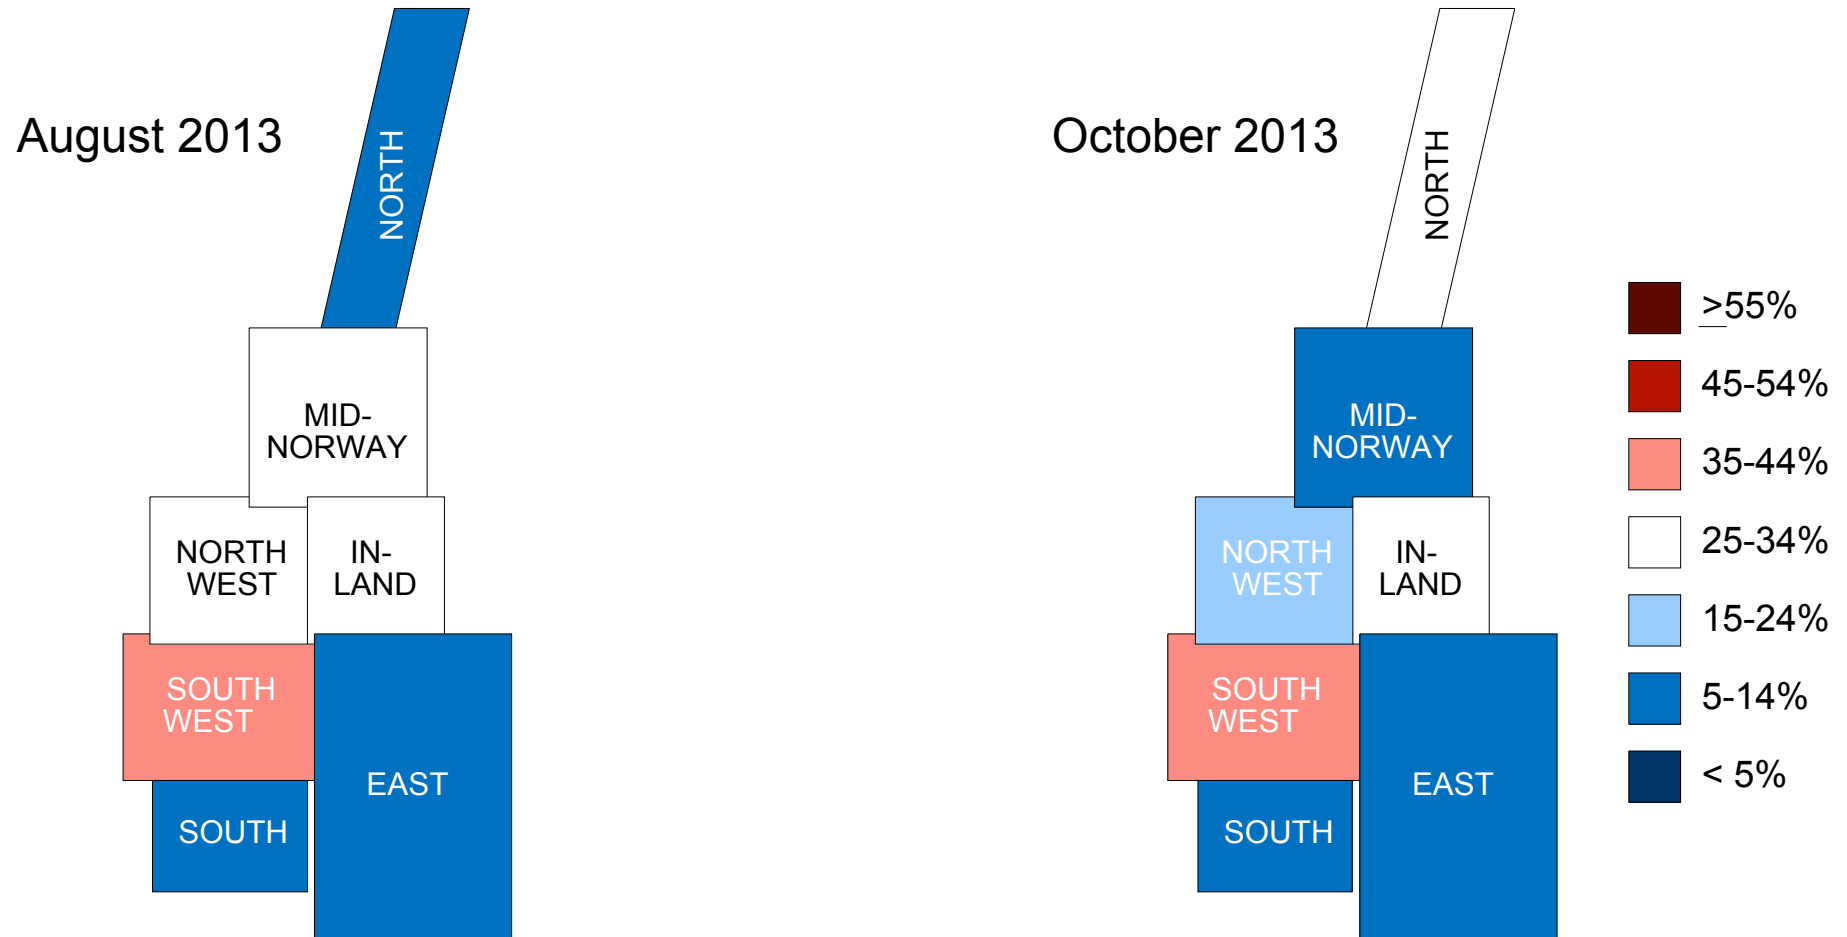 August 2013
NORTH
MID-
NORWAY
NORTH
WEST
IN-
LAND
SOUTH
WEST
EAST
SOUTH
October 2013
NORTH
MID-
NORWAY
NORTH
WEST
IN-
LAND
SOUTH
WEST
EAST
SOUTH
≥55%
45-54%
35-44%
25-34%
15-24%
5-14%
< 5%